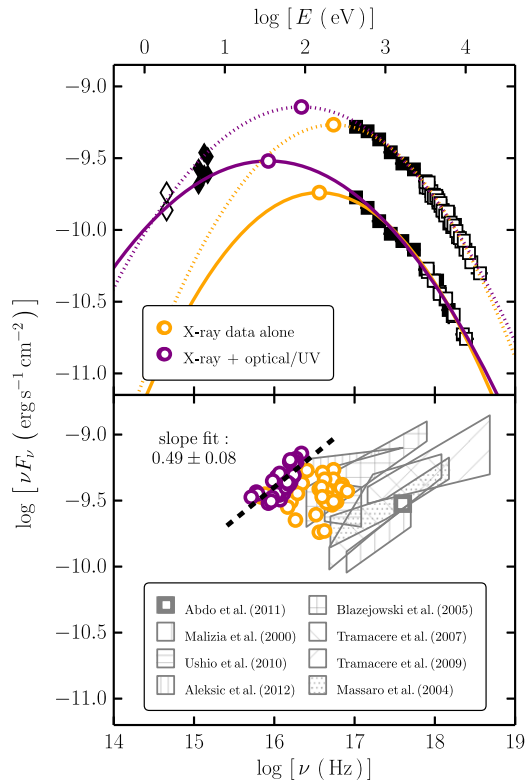 log [ E (eV) ]
0 1 2 3 4
−9.0
−9.5
−10.0
−10.5
−11.0
X-ray data alone
X-ray + optical/UV
log [ νFν ( erg s−1 cm−2 ) ]
slope fit :
0.49 ± 0.08
−9.0
−9.5
−10.0
−10.5
−11.0
Abdo et al. (2011)
Malizia et al. (2000)
Ushio et al. (2010)
Aleksic et al. (2012)
Blazejowski et al. (2005)
Tramacere et al. (2007)
Tramacere et al. (2009)
Massaro et al. (2004)
14 15 16 17 18 19
log [ ν (Hz) ]